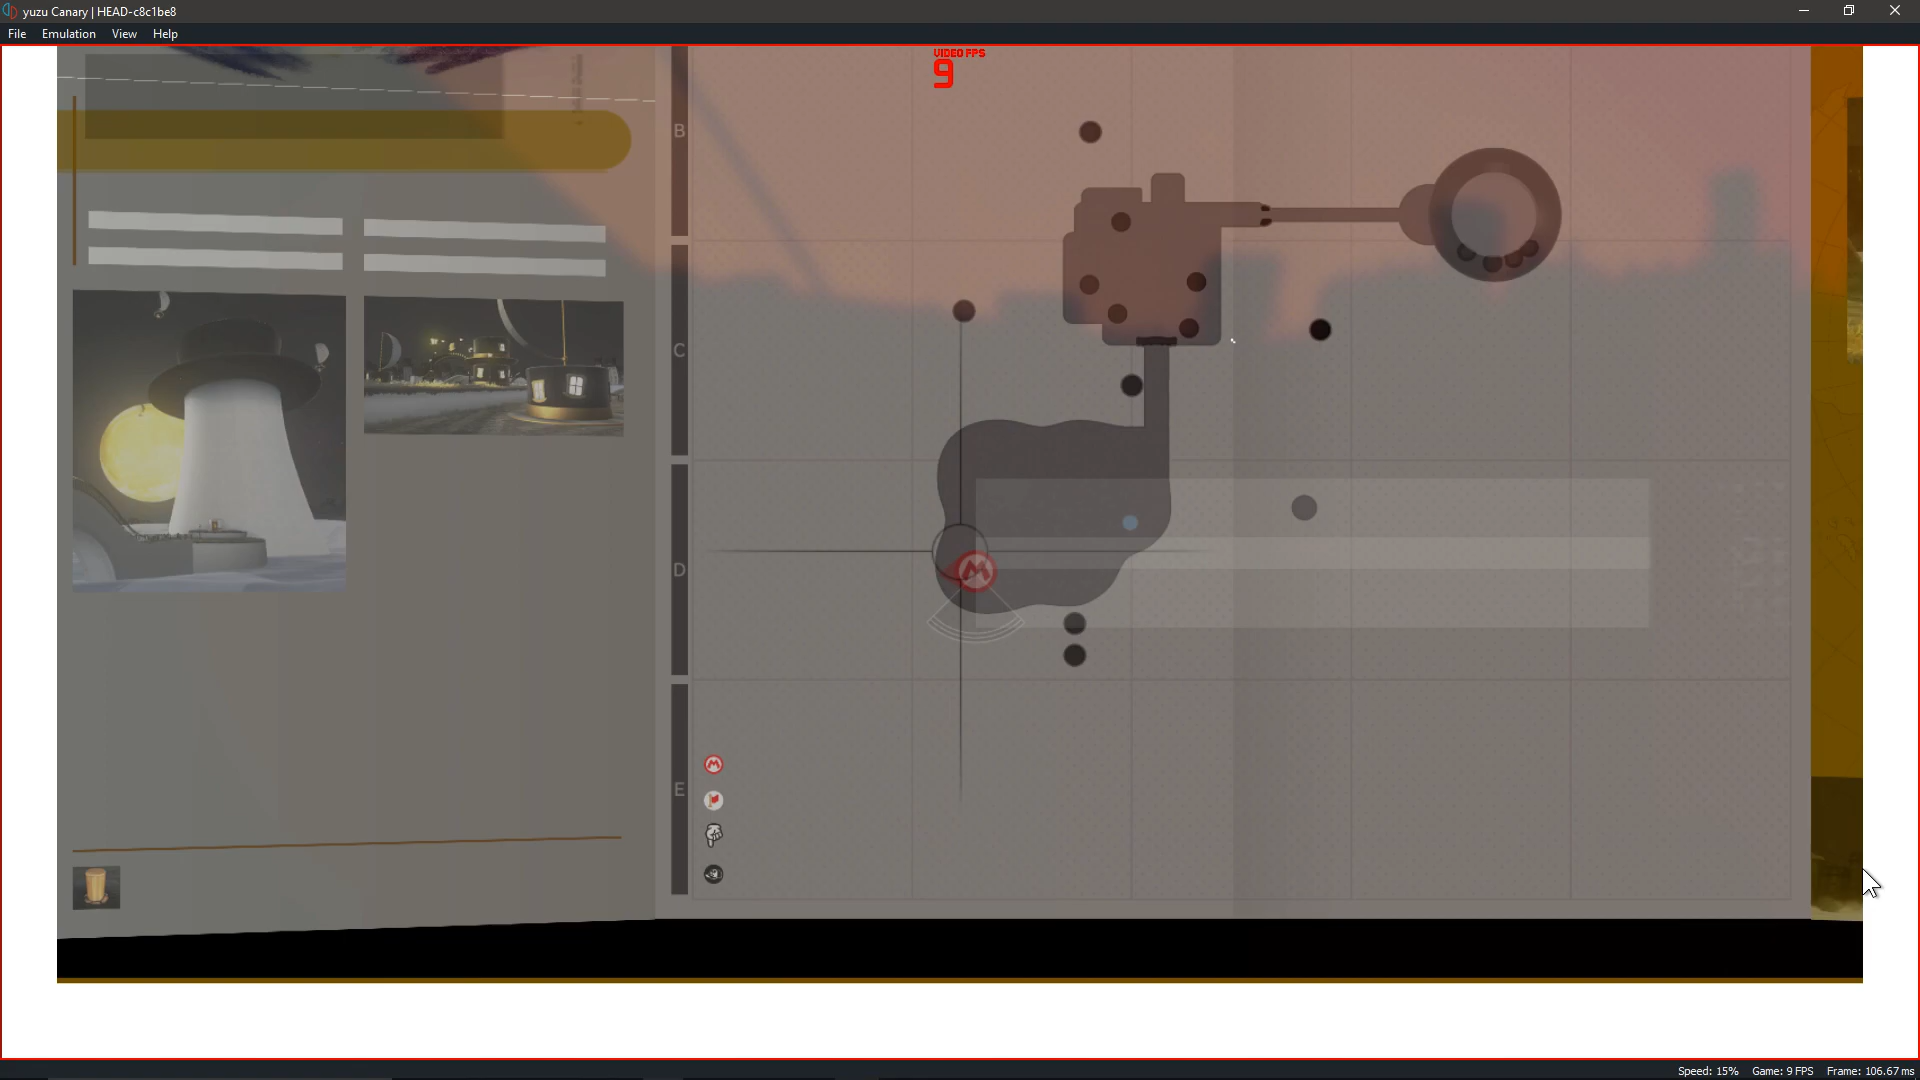 yuzu Canary | HEAD-c8c1be8
File Emulation View Help
VIDEO FPS
9
B
C
D
E
Speed: 15% Game: 9 FPS Frame: 106.67 ms